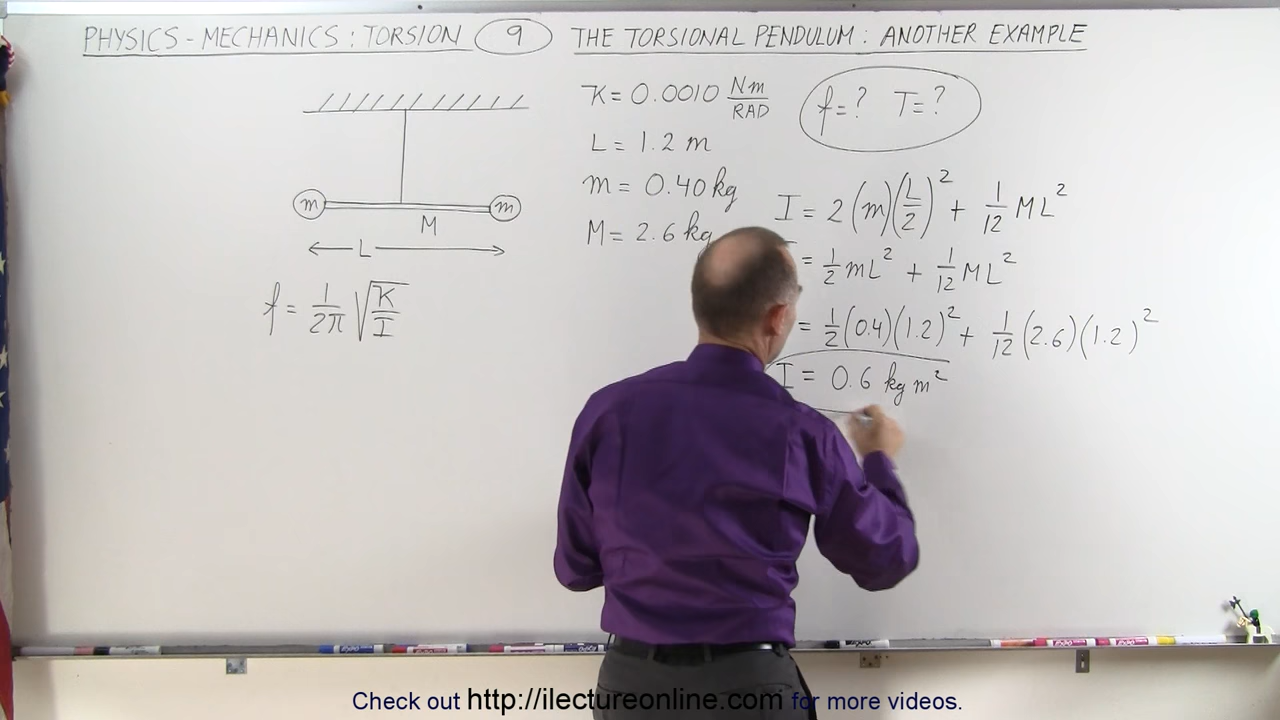 PHYSICS - MECHANICS : TORSION 9 THE TORSIONAL PENDULUM : ANOTHER EXAMPLE
K = 0.0010 Nm/RAD
f = ? T = ?
L = 1.2 m
m = 0.40 kg
M = 2.6 kg
m m
M
L
f = 1/2π √K/I
I = 2(m)(L/2)² + 1/12 ML²
= 1/2 mL² + 1/12 ML²
= 1/2 (0.4)(1.2)² + 1/12 (2.6)(1.2)²
I = 0.6 kg m²
EXPO
Check out http://ilectureonline.com for more videos.